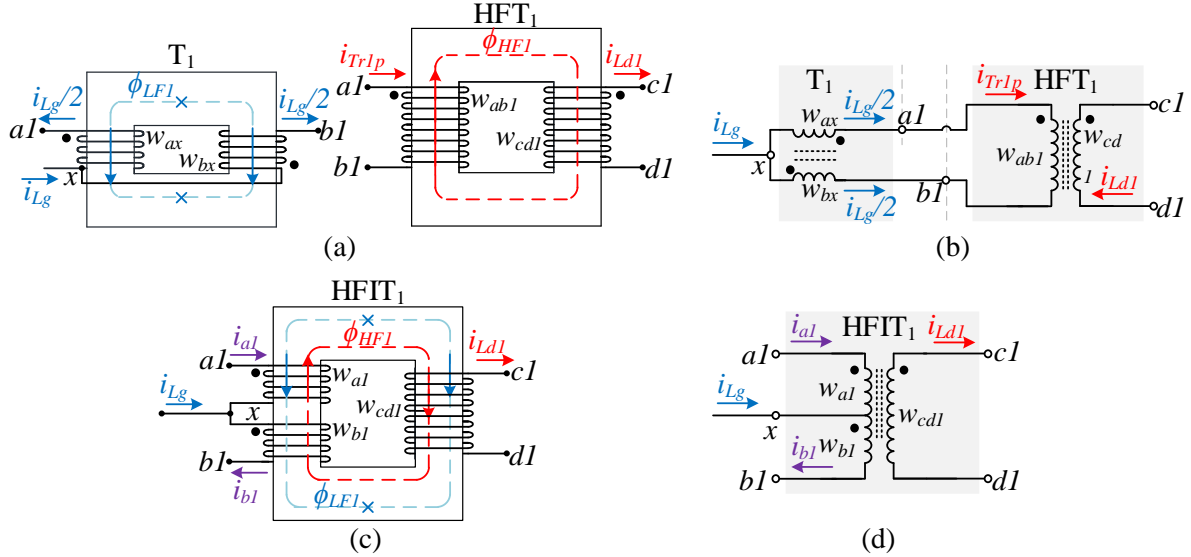 T₁
ϕLF1
iLg/2
iLg/2
a1
b1
wax
wbx
x
iLg
HFT₁
ϕHF1
iTr1p
iLd1
a1
c1
wab1
wcd1
b1
d1
(a)
T₁
iTr1p
HFT₁
iLg/2
wax
a1
c1
iLg
x
wab1
wcd
1
wbx
iLg/2
b1
iLd1
d1
(b)
HFIT₁
ia1
ϕHF1
iLd1
a1
c1
wa1
iLg
x
wcd1
wb1
b1
d1
ib1
ϕLF1
(c)
ia1
HFIT₁
iLd1
a1
c1
wa1
iLg
x
wcd1
ib1
wb1
b1
d1
(d)